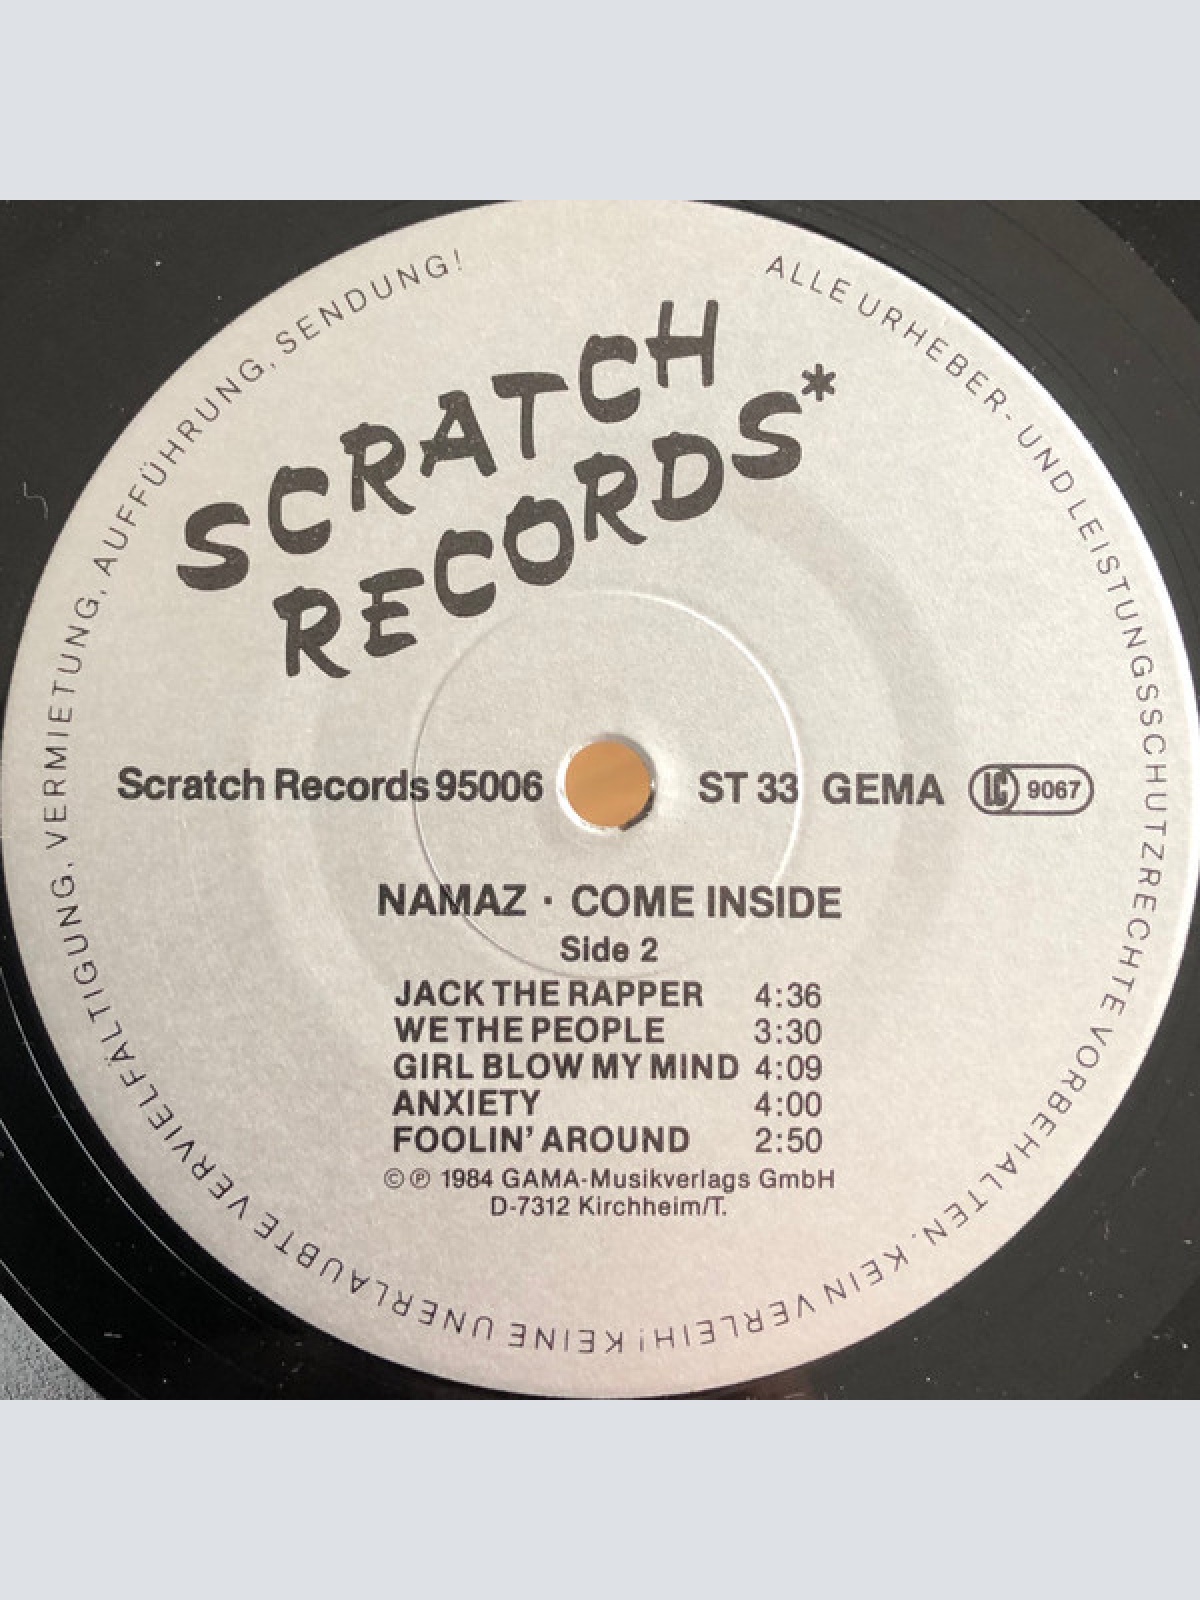 ALLE URHEBER- UND LEISTUNGSSCHUTZRECHTE VORBEHALTEN. KEIN VERLEIH! KEINE UNERLAUBTE VERVIELFÄLTIGUNG, VERMIETUNG, AUFFÜHRUNG, SENDUNG!
SCRATCH
RECORDS*
Scratch Records 95006 ST 33 GEMA LC 9067
NAMAZ · COME INSIDE
Side 2
JACK THE RAPPER 4:36
WE THE PEOPLE 3:30
GIRL BLOW MY MIND 4:09
ANXIETY 4:00
FOOLIN' AROUND 2:50
©℗ 1984 GAMA-Musikverlags GmbH
D-7312 Kirchheim/T.